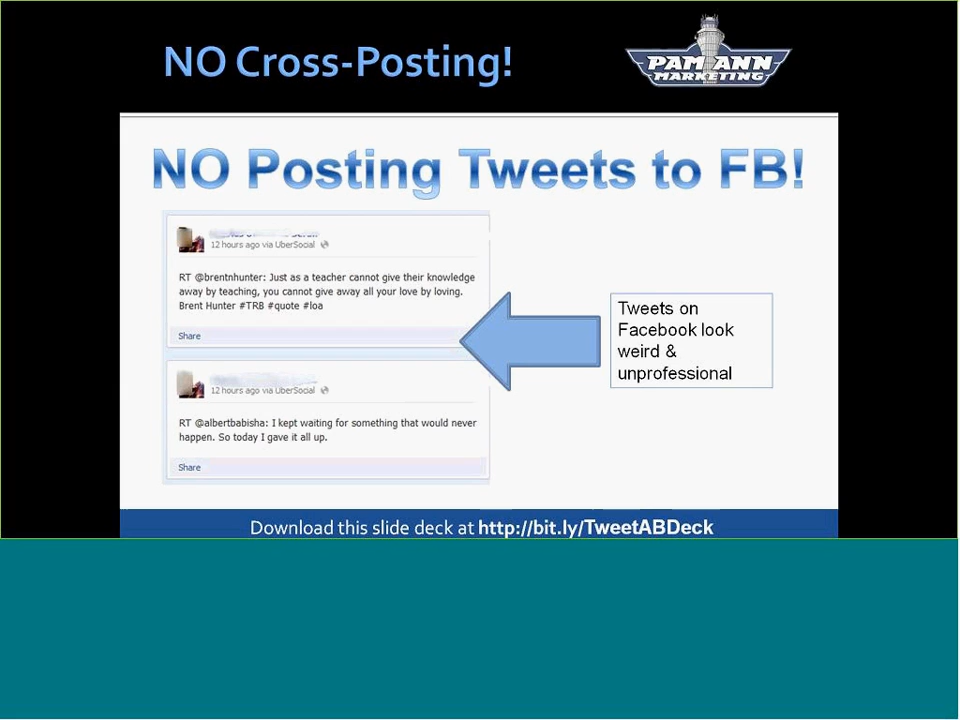 NO Cross-Posting!
PAM ANN
MARKETING
NO Posting Tweets to FB!
12 hours ago via UberSocial
RT @brentnhunter: Just as a teacher cannot give their knowledge
away by teaching, you cannot give away all your love by loving.
Brent Hunter #TRB #quote #loa
Share
Tweets on
Facebook look
weird &
unprofessional
12 hours ago via UberSocial
RT @albertbabisha: I kept waiting for something that would never
happen. So today I gave it all up.
Share
Download this slide deck at http://bit.ly/TweetABDeck